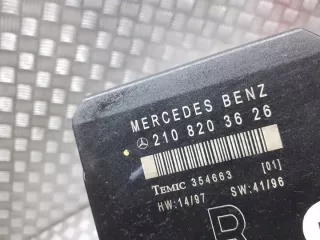 MERCEDES BENZ
210 820 36 26
TEMIC 354663 [01]
HW:14/97 SW:41/96
R